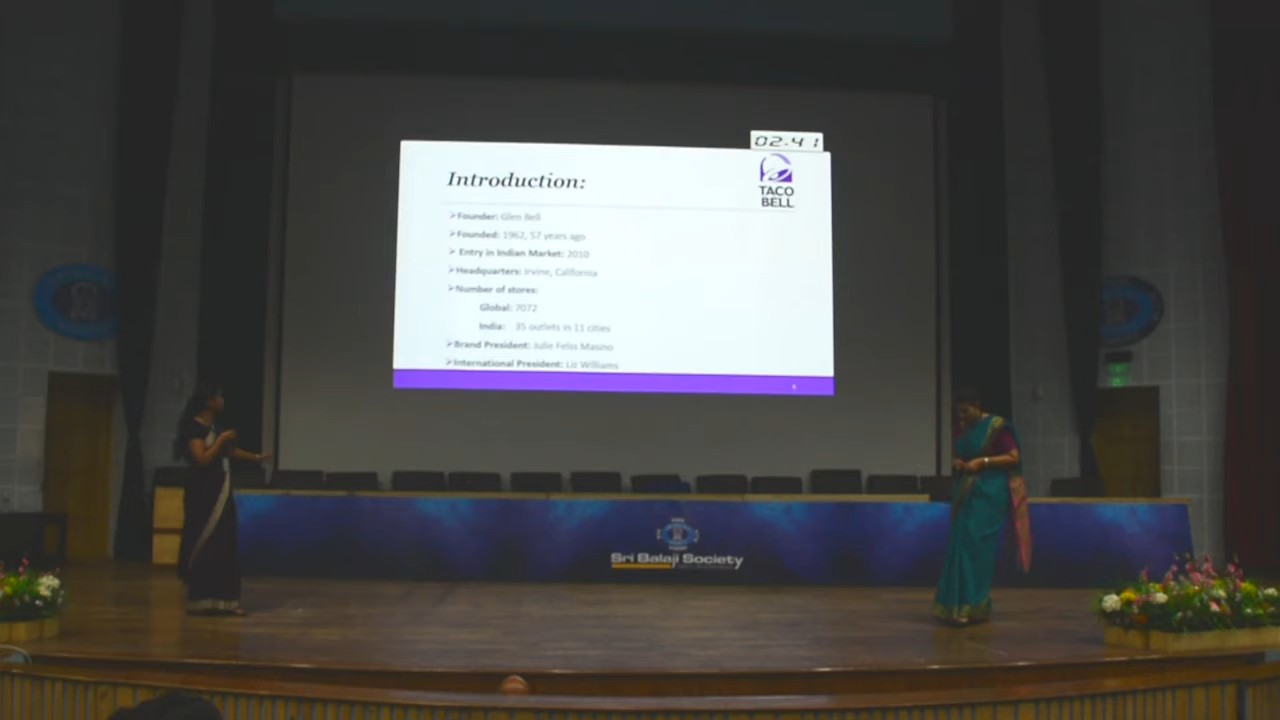 02:41
Introduction:
TACO
BELL
➢Founder: Glen Bell
➢Founded: 1962, 57 years ago
➢ Entry in Indian Market: 2010
➢Headquarters: Irvine, California
➢Number of stores:
Global: 7072
India: 35 outlets in 11 cities
➢Brand President: Julie Felss Masino
➢International President: Liz Williams
Sri Balaji Society